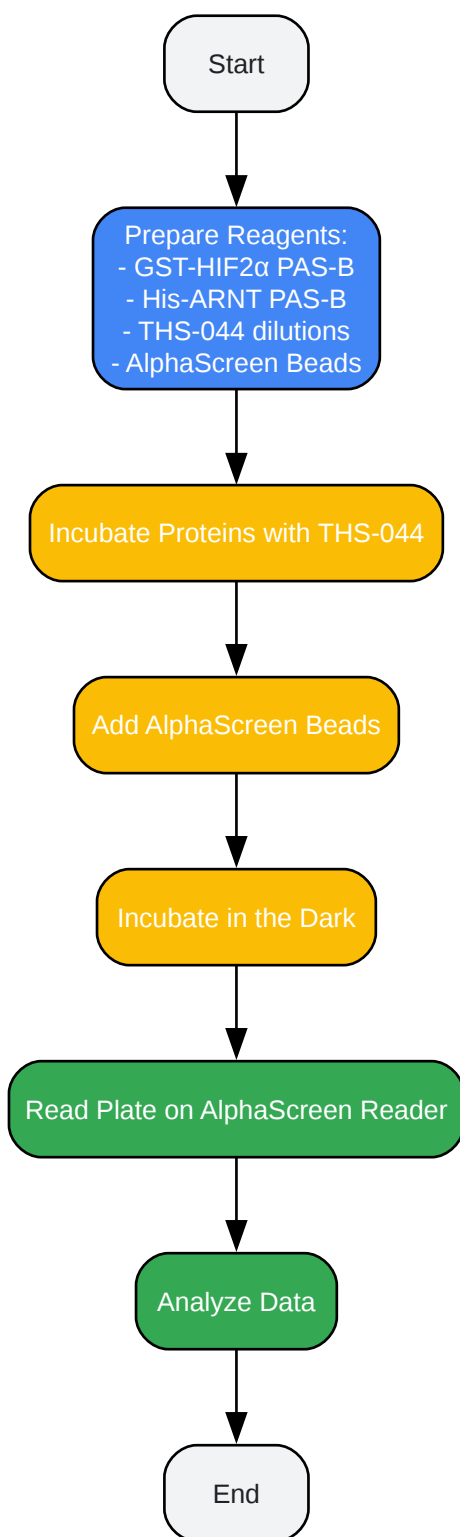 Start
Prepare Reagents:
- GST-HIF2α PAS-B
- His-ARNT PAS-B
- THS-044 dilutions
- AlphaScreen Beads
Incubate Proteins with THS-044
Add AlphaScreen Beads
Incubate in the Dark
Read Plate on AlphaScreen Reader
Analyze Data
End